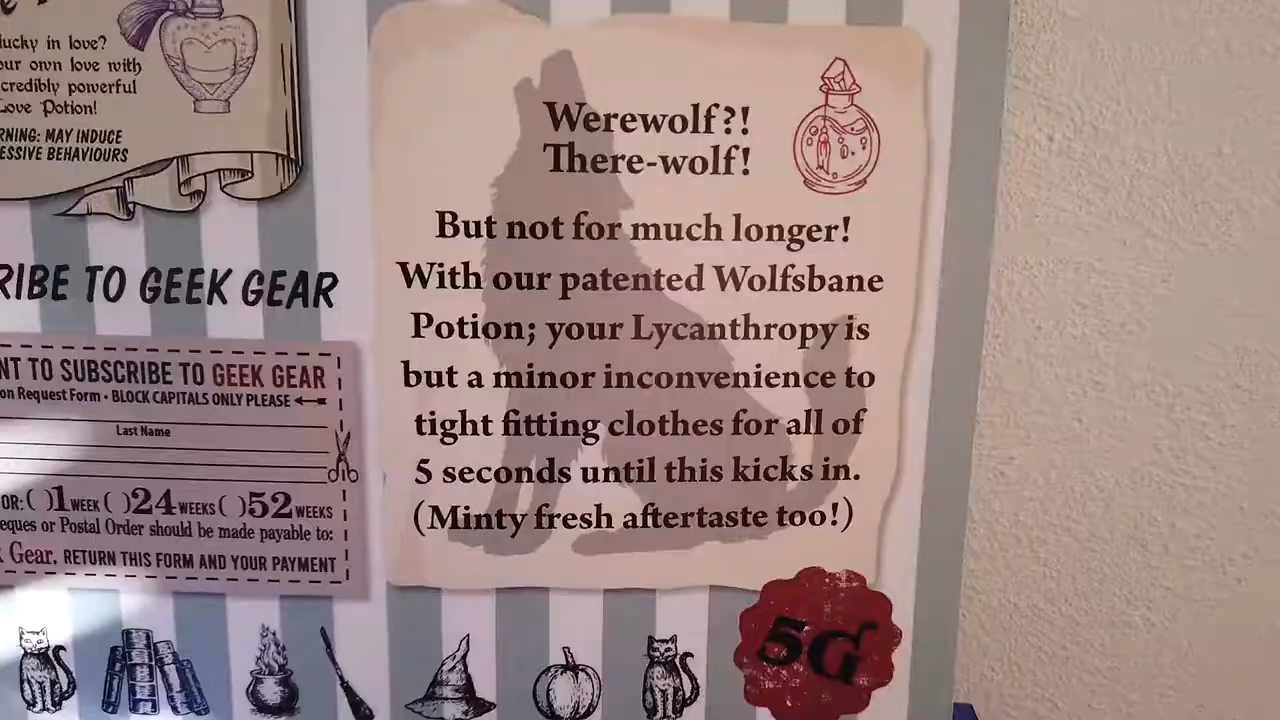 lucky in love?
our own love with
credibly powerful
Love Potion!
RNING: MAY INDUCE
ESSIVE BEHAVIOURS
RIBE TO GEEK GEAR
NT TO SUBSCRIBE TO GEEK GEAR
on Request Form • BLOCK CAPITALS ONLY PLEASE
Last Name
OR: ( )1 WEEK ( )24 WEEKS ( )52 WEEKS
eques or Postal Order should be made payable to:
k Gear. RETURN THIS FORM AND YOUR PAYMENT
Werewolf?!
There-wolf!
But not for much longer!
With our patented Wolfsbane
Potion; your Lycanthropy is
but a minor inconvenience to
tight fitting clothes for all of
5 seconds until this kicks in.
(Minty fresh aftertaste too!)
5G